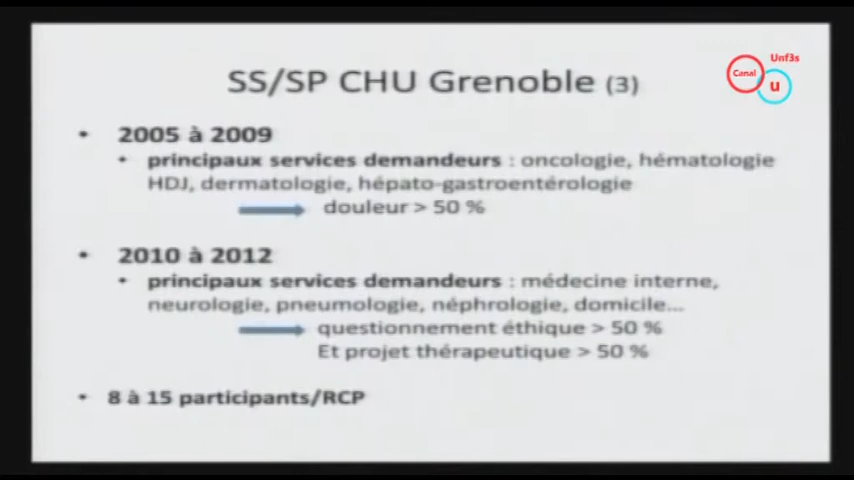 SS/SP CHU Grenoble (3)
Canal
U
Unf3s
• 2005 à 2009
• principaux services demandeurs : oncologie, hématologie
HDJ, dermatologie, hépato-gastroentérologie
douleur > 50 %
• 2010 à 2012
• principaux services demandeurs : médecine interne,
neurologie, pneumologie, néphrologie, domicile...
questionnement éthique > 50 %
Et projet thérapeutique > 50 %
• 8 à 15 participants/RCP